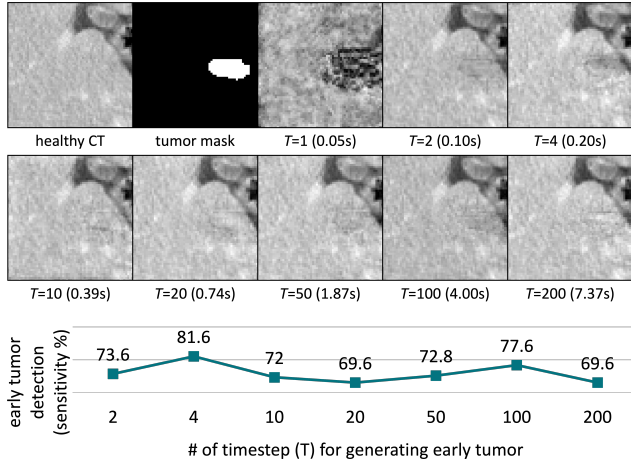 healthy CT
tumor mask
T=1 (0.05s)
T=2 (0.10s)
T=4 (0.20s)
T=10 (0.39s)
T=20 (0.74s)
T=50 (1.87s)
T=100 (4.00s)
T=200 (7.37s)
early tumor
detection
(sensitivity %)
73.6
81.6
72
69.6
72.8
77.6
69.6
2
4
10
20
50
100
200
# of timestep (T) for generating early tumor